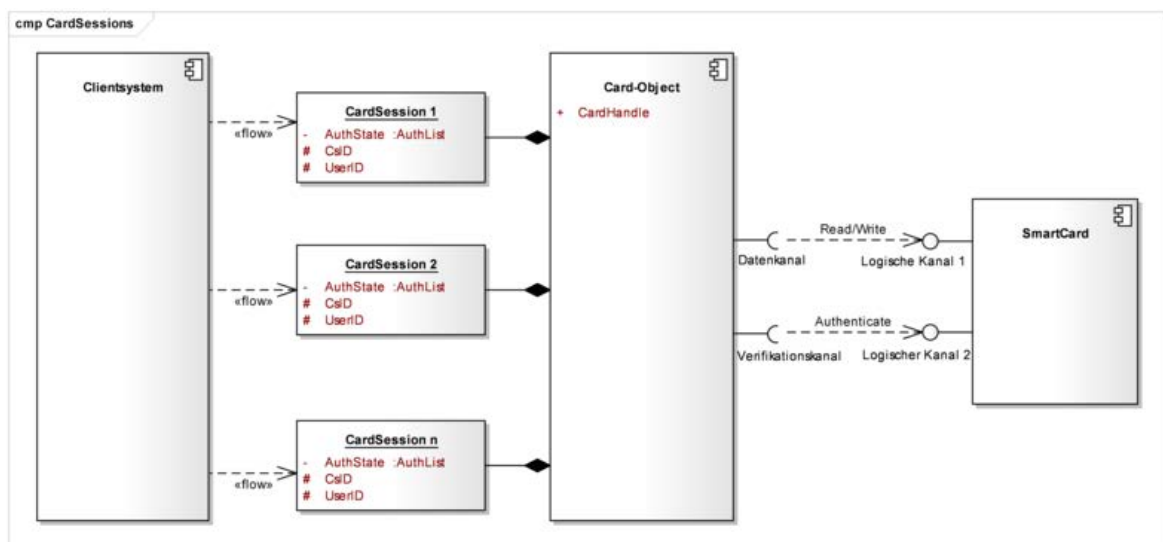 cmp CardSessions
Clientsystem
«flow»
CardSession 1
- AuthState :AuthList
# CsID
# UserID
«flow»
CardSession 2
- AuthState :AuthList
# CsID
# UserID
«flow»
CardSession n
- AuthState :AuthList
# CsID
# UserID
Card-Object
+ CardHandle
Read/Write
Datenkanal
Logische Kanal 1
Authenticate
Verifikationskanal
Logischer Kanal 2
SmartCard